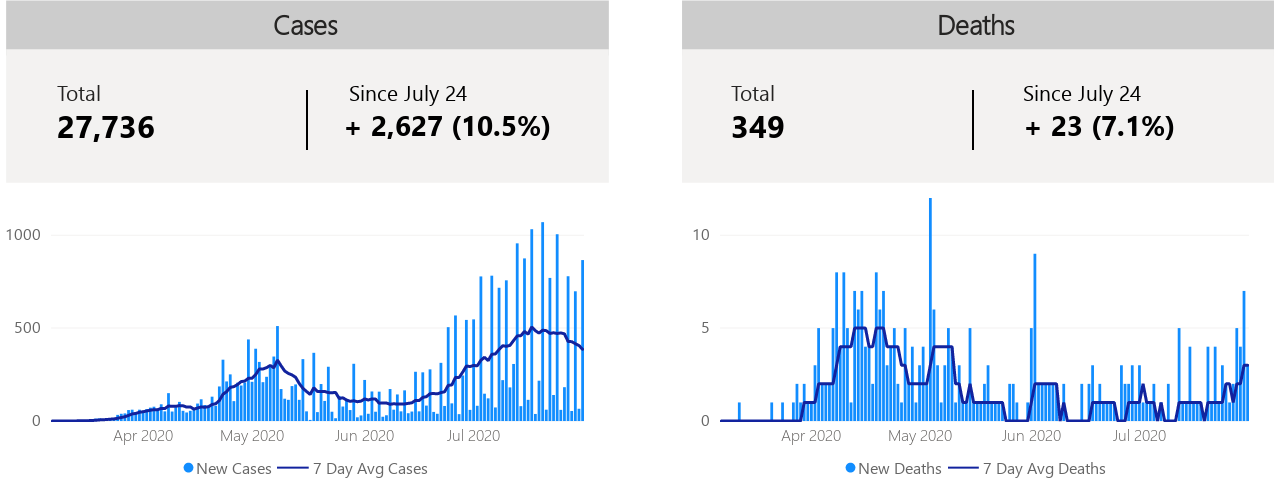 Cases
Total
27,736
Since July 24
+ 2,627 (10.5%)
1000
500
0
Apr 2020 May 2020 Jun 2020 Jul 2020
New Cases 7 Day Avg Cases
Deaths
Total
349
Since July 24
+ 23 (7.1%)
10
5
0
Apr 2020 May 2020 Jun 2020 Jul 2020
New Deaths 7 Day Avg Deaths